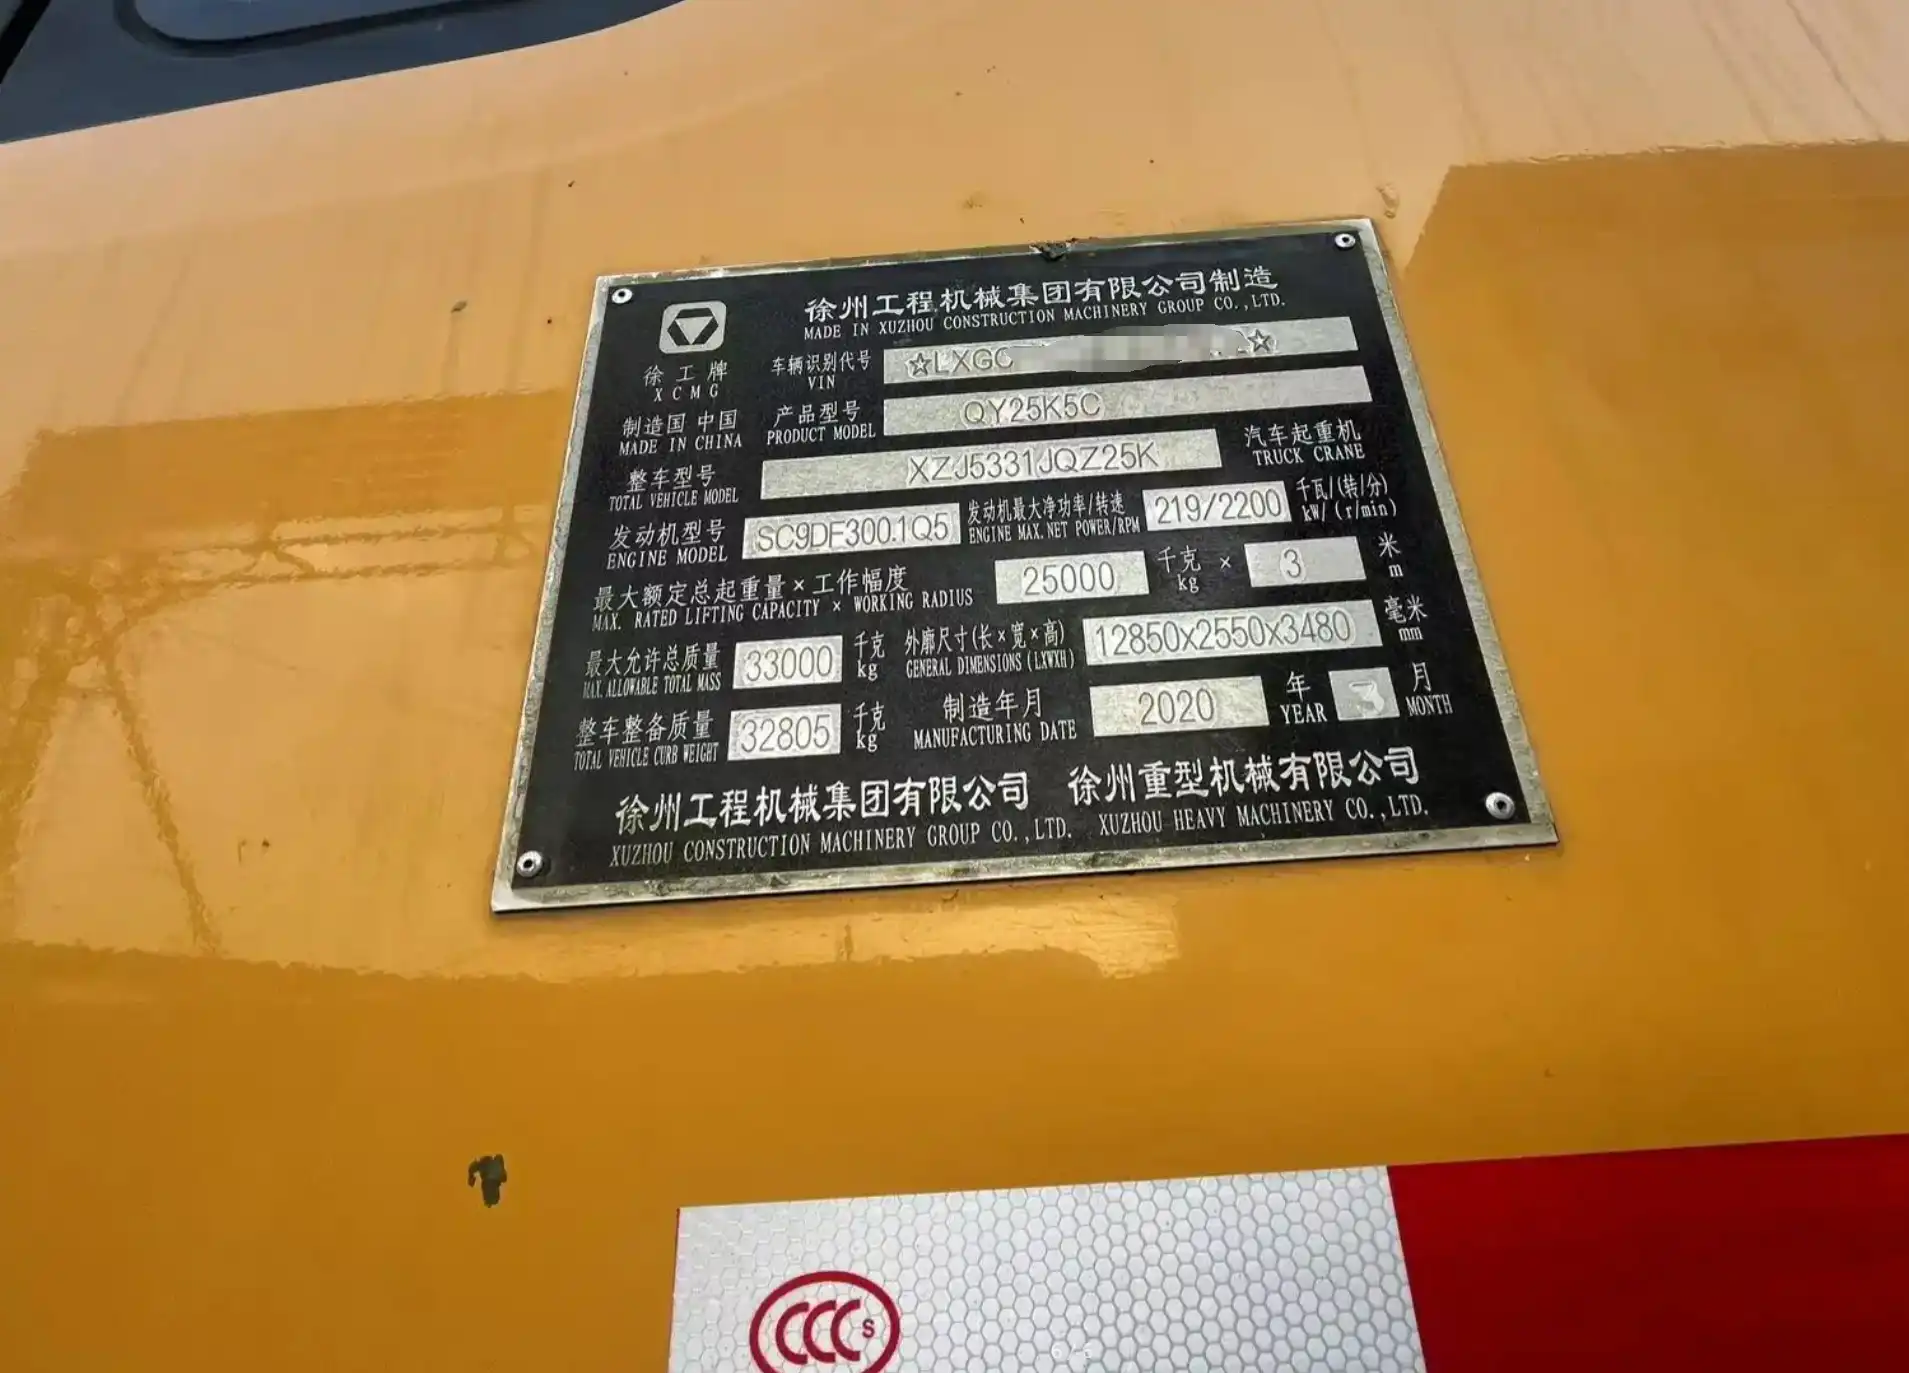 徐州工程机械集团有限公司制造
MADE IN XUZHOU CONSTRUCTION MACHINERY GROUP CO.,LTD.
徐工牌
XCMG
车辆识别代号 ☆LXGC ☆
VIN
制造国 中国 产品型号 QY25K5C
MADE IN CHINA PRODUCT MODEL
整车型号 XZJ5331JQZ25K 汽车起重机
TOTAL VEHICLE MODEL TRUCK CRANE
发动机型号 SC9DF300.1Q5 发动机最大净功率/转速 219/2200 千瓦/(转/分)
ENGINE MODEL ENGINE MAX.NET POWER/RPM kW/(r/min)
最大额定总起重量×工作幅度 25000 千克 × 3 米
MAX. RATED LIFTING CAPACITY × WORKING RADIUS kg m
最大允许总质量 33000 千克 外廓尺寸(长×宽×高) 12850x2550x3480 毫米
MAX.ALLOWABLE TOTAL MASS kg GENERAL DIMENSIONS(LXWXH) mm
整车整备质量 32805 千克 制造年月 2020 年 3 月
TOTAL VEHICLE CURB WEIGHT kg MANUFACTURING DATE YEAR MONTH
徐州工程机械集团有限公司 徐州重型机械有限公司
XUZHOU CONSTRUCTION MACHINERY GROUP CO.,LTD. XUZHOU HEAVY MACHINERY CO.,LTD.
CCC S